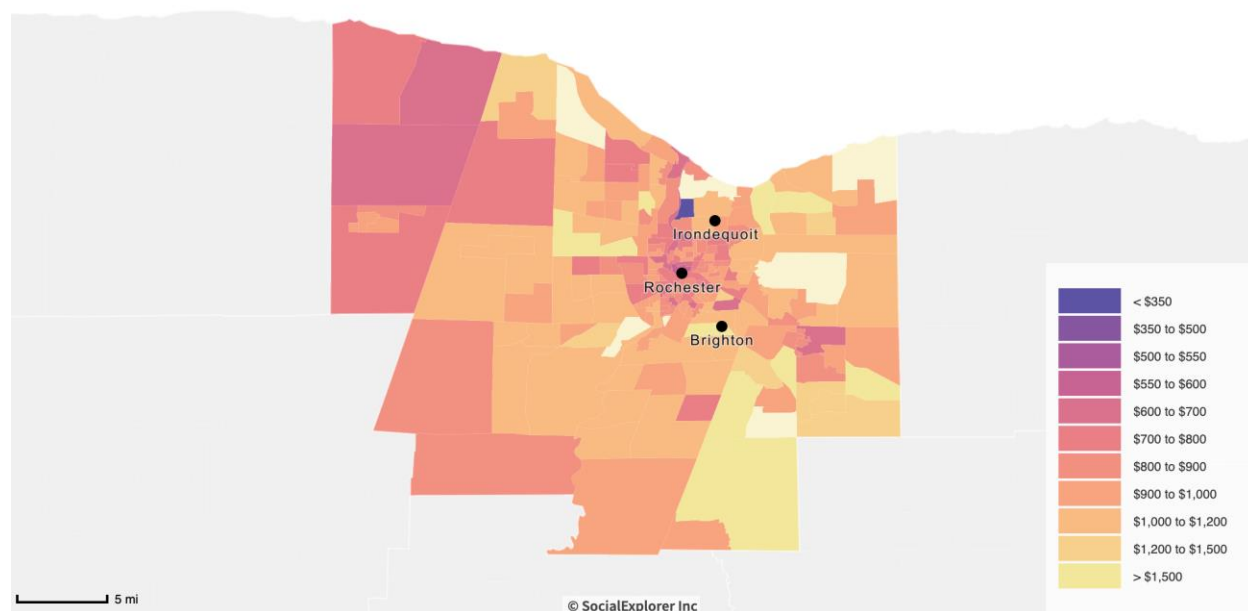 Irondequoit
Rochester
Brighton
< $350
$350 to $500
$500 to $550
$550 to $600
$600 to $700
$700 to $800
$800 to $900
$900 to $1,000
$1,000 to $1,200
$1,200 to $1,500
> $1,500
5 mi
© SocialExplorer Inc